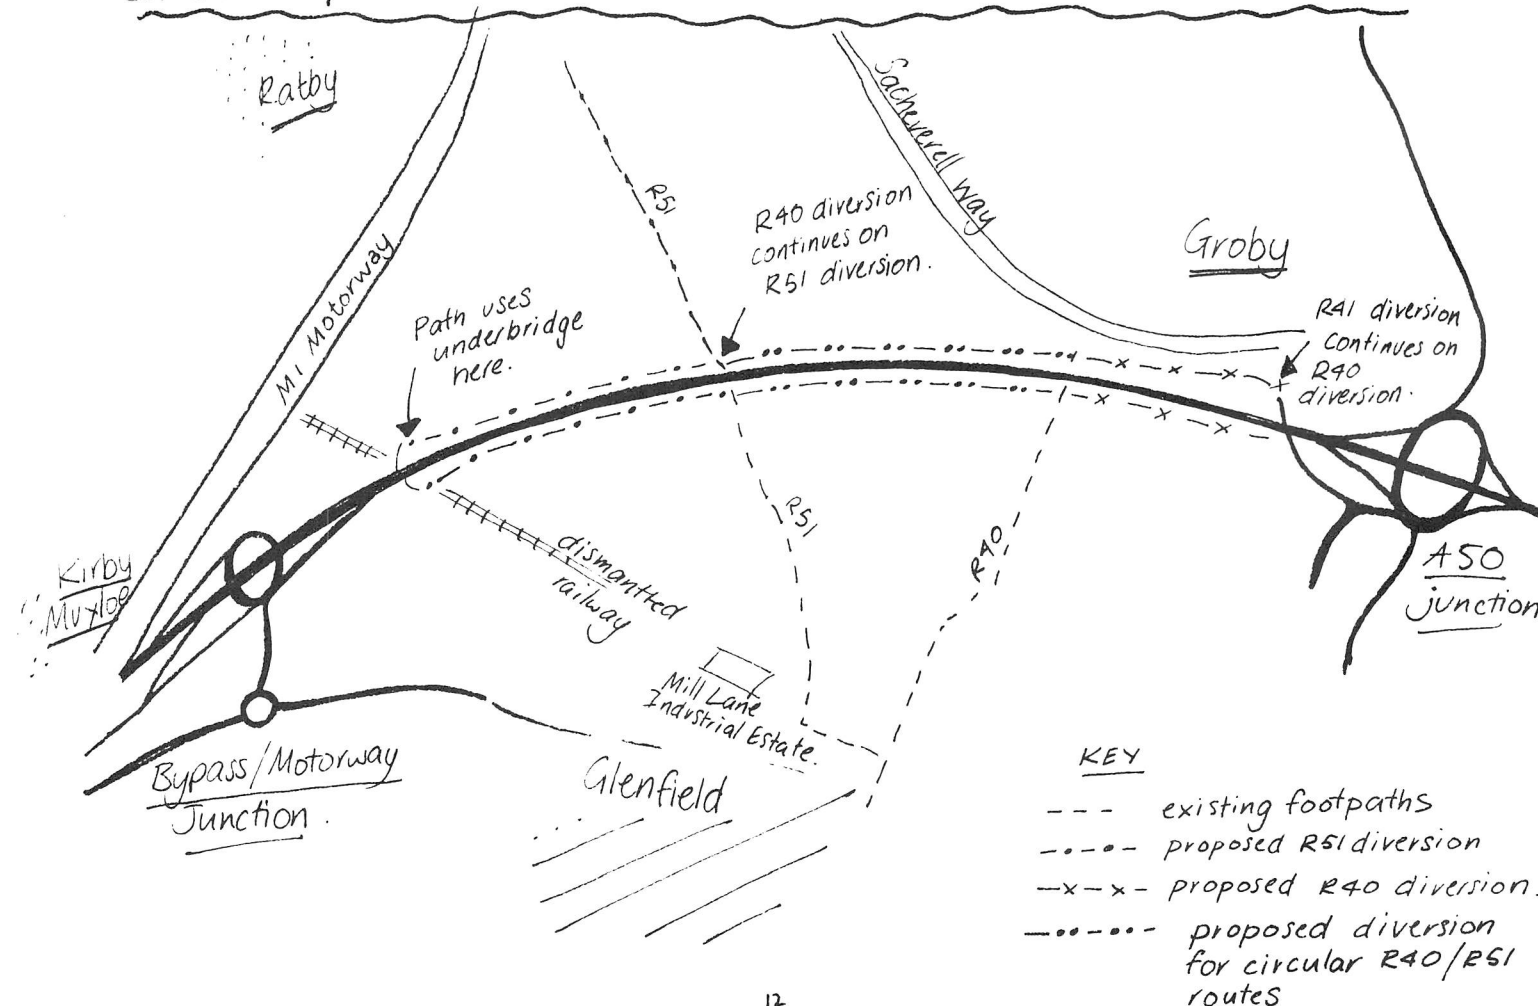 Ratby
Sacheverell Way
R51
R40 diversion
continues on
R51 diversion.
Groby
M1 Motorway
Path uses
underbridge
here.
R41 diversion
continues on
R40
diversion.
R51
R40
dismantled
railway
Kirby
Muxloe
A50
junction
Mill Lane
Industrial Estate.
Bypass/Motorway
Junction.
Glenfield
KEY
existing footpaths
proposed R51 diversion
proposed R40 diversion.
proposed diversion
for circular R40/R51
routes
12